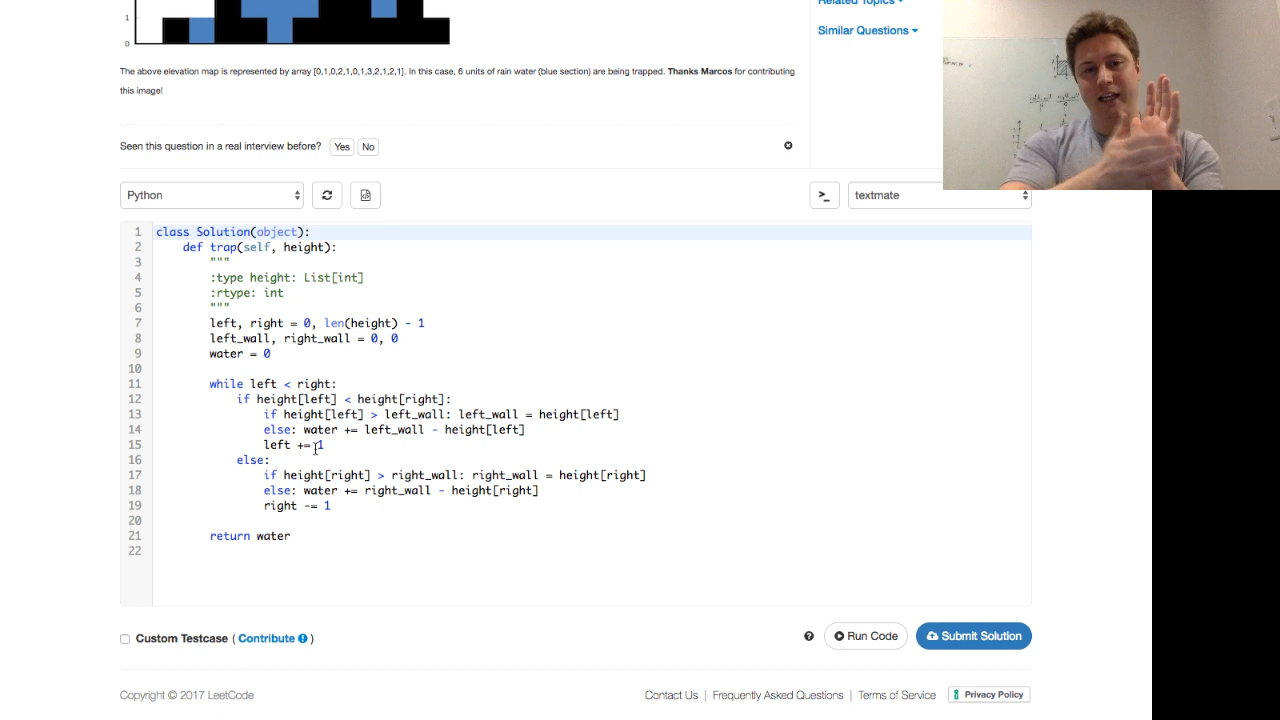 Related Topics
1
Similar Questions
0
The above elevation map is represented by array [0,1,0,2,1,0,1,3,2,1,2,1]. In this case, 6 units of rain water (blue section) are being trapped. Thanks Marcos for contributing
this image!
Seen this question in a real interview before? Yes No
Python
>_
textmate
1 class Solution(object):
2 def trap(self, height):
3 """
4 :type height: List[int]
5 :rtype: int
6 """
7 left, right = 0, len(height) - 1
8 left_wall, right_wall = 0, 0
9 water = 0
10
11 while left < right:
12 if height[left] < height[right]:
13 if height[left] > left_wall: left_wall = height[left]
14 else: water += left_wall - height[left]
15 left += 1
16 else:
17 if height[right] > right_wall: right_wall = height[right]
18 else: water += right_wall - height[right]
19 right -= 1
20
21 return water
22
Custom Testcase ( Contribute )
Run Code
Submit Solution
Copyright © 2017 LeetCode
Contact Us | Frequently Asked Questions | Terms of Service
Privacy Policy